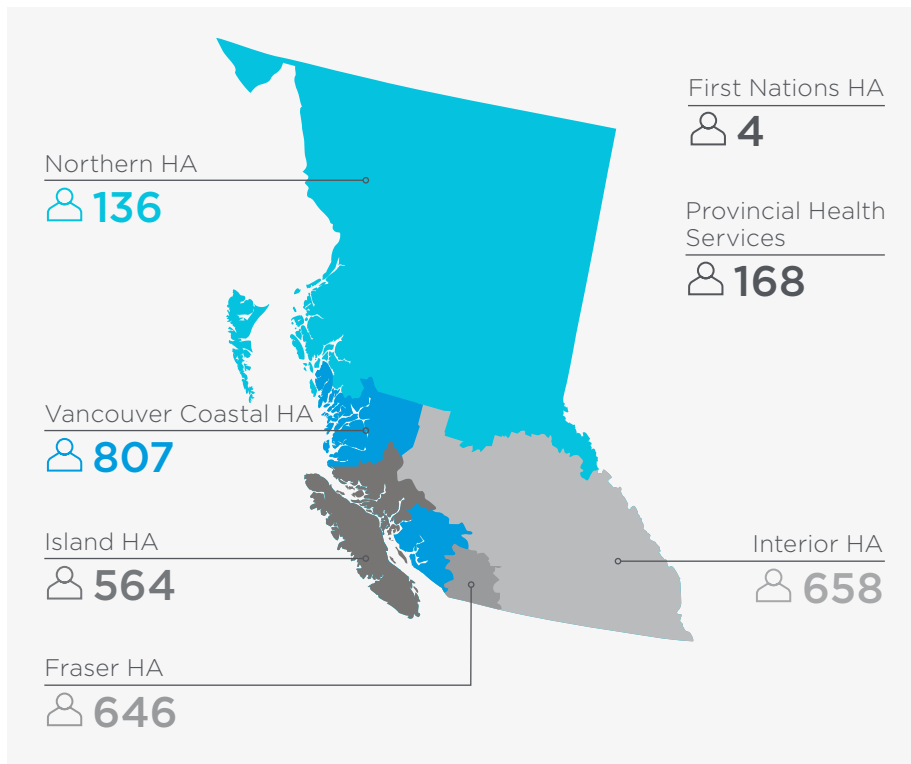 First Nations HA
4
Northern HA
136
Provincial Health
Services
168
Vancouver Coastal HA
807
Island HA
564
Interior HA
658
Fraser HA
646